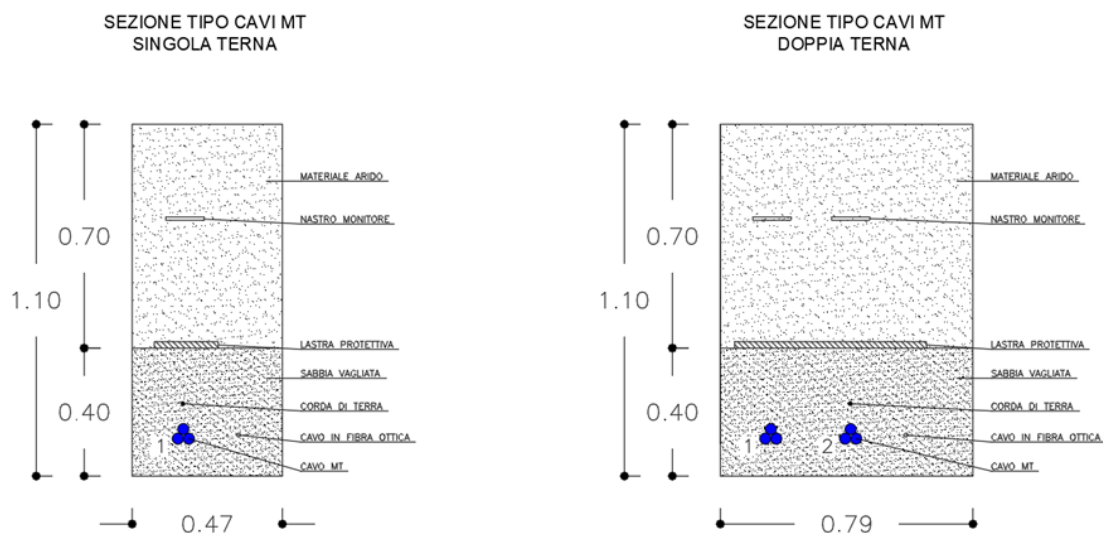 SEZIONE TIPO CAVI MT
SINGOLA TERNA
MATERIALE ARIDO
NASTRO MONITORE
0.70
1.10
LASTRA PROTETTIVA
SABBIA VAGLIATA
0.40
CORDA DI TERRA
CAVO IN FIBRA OTTICA
1
CAVO MT
0.47
SEZIONE TIPO CAVI MT
DOPPIA TERNA
MATERIALE ARIDO
NASTRO MONITORE
0.70
1.10
LASTRA PROTETTIVA
SABBIA VAGLIATA
0.40
CORDA DI TERRA
CAVO IN FIBRA OTTICA
1 2
CAVO MT
0.79